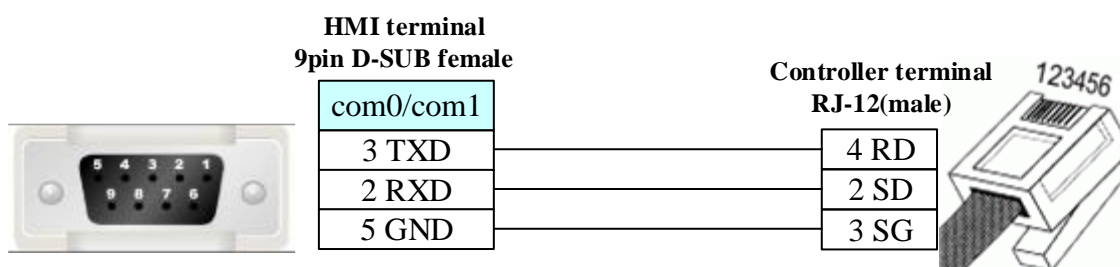 HMI terminal
9pin D-SUB female
com0/com1
3 TXD
2 RXD
5 GND
Controller terminal
RJ-12(male)
4 RD
2 SD
3 SG
123456
5 4 3 2 1
9 8 7 6